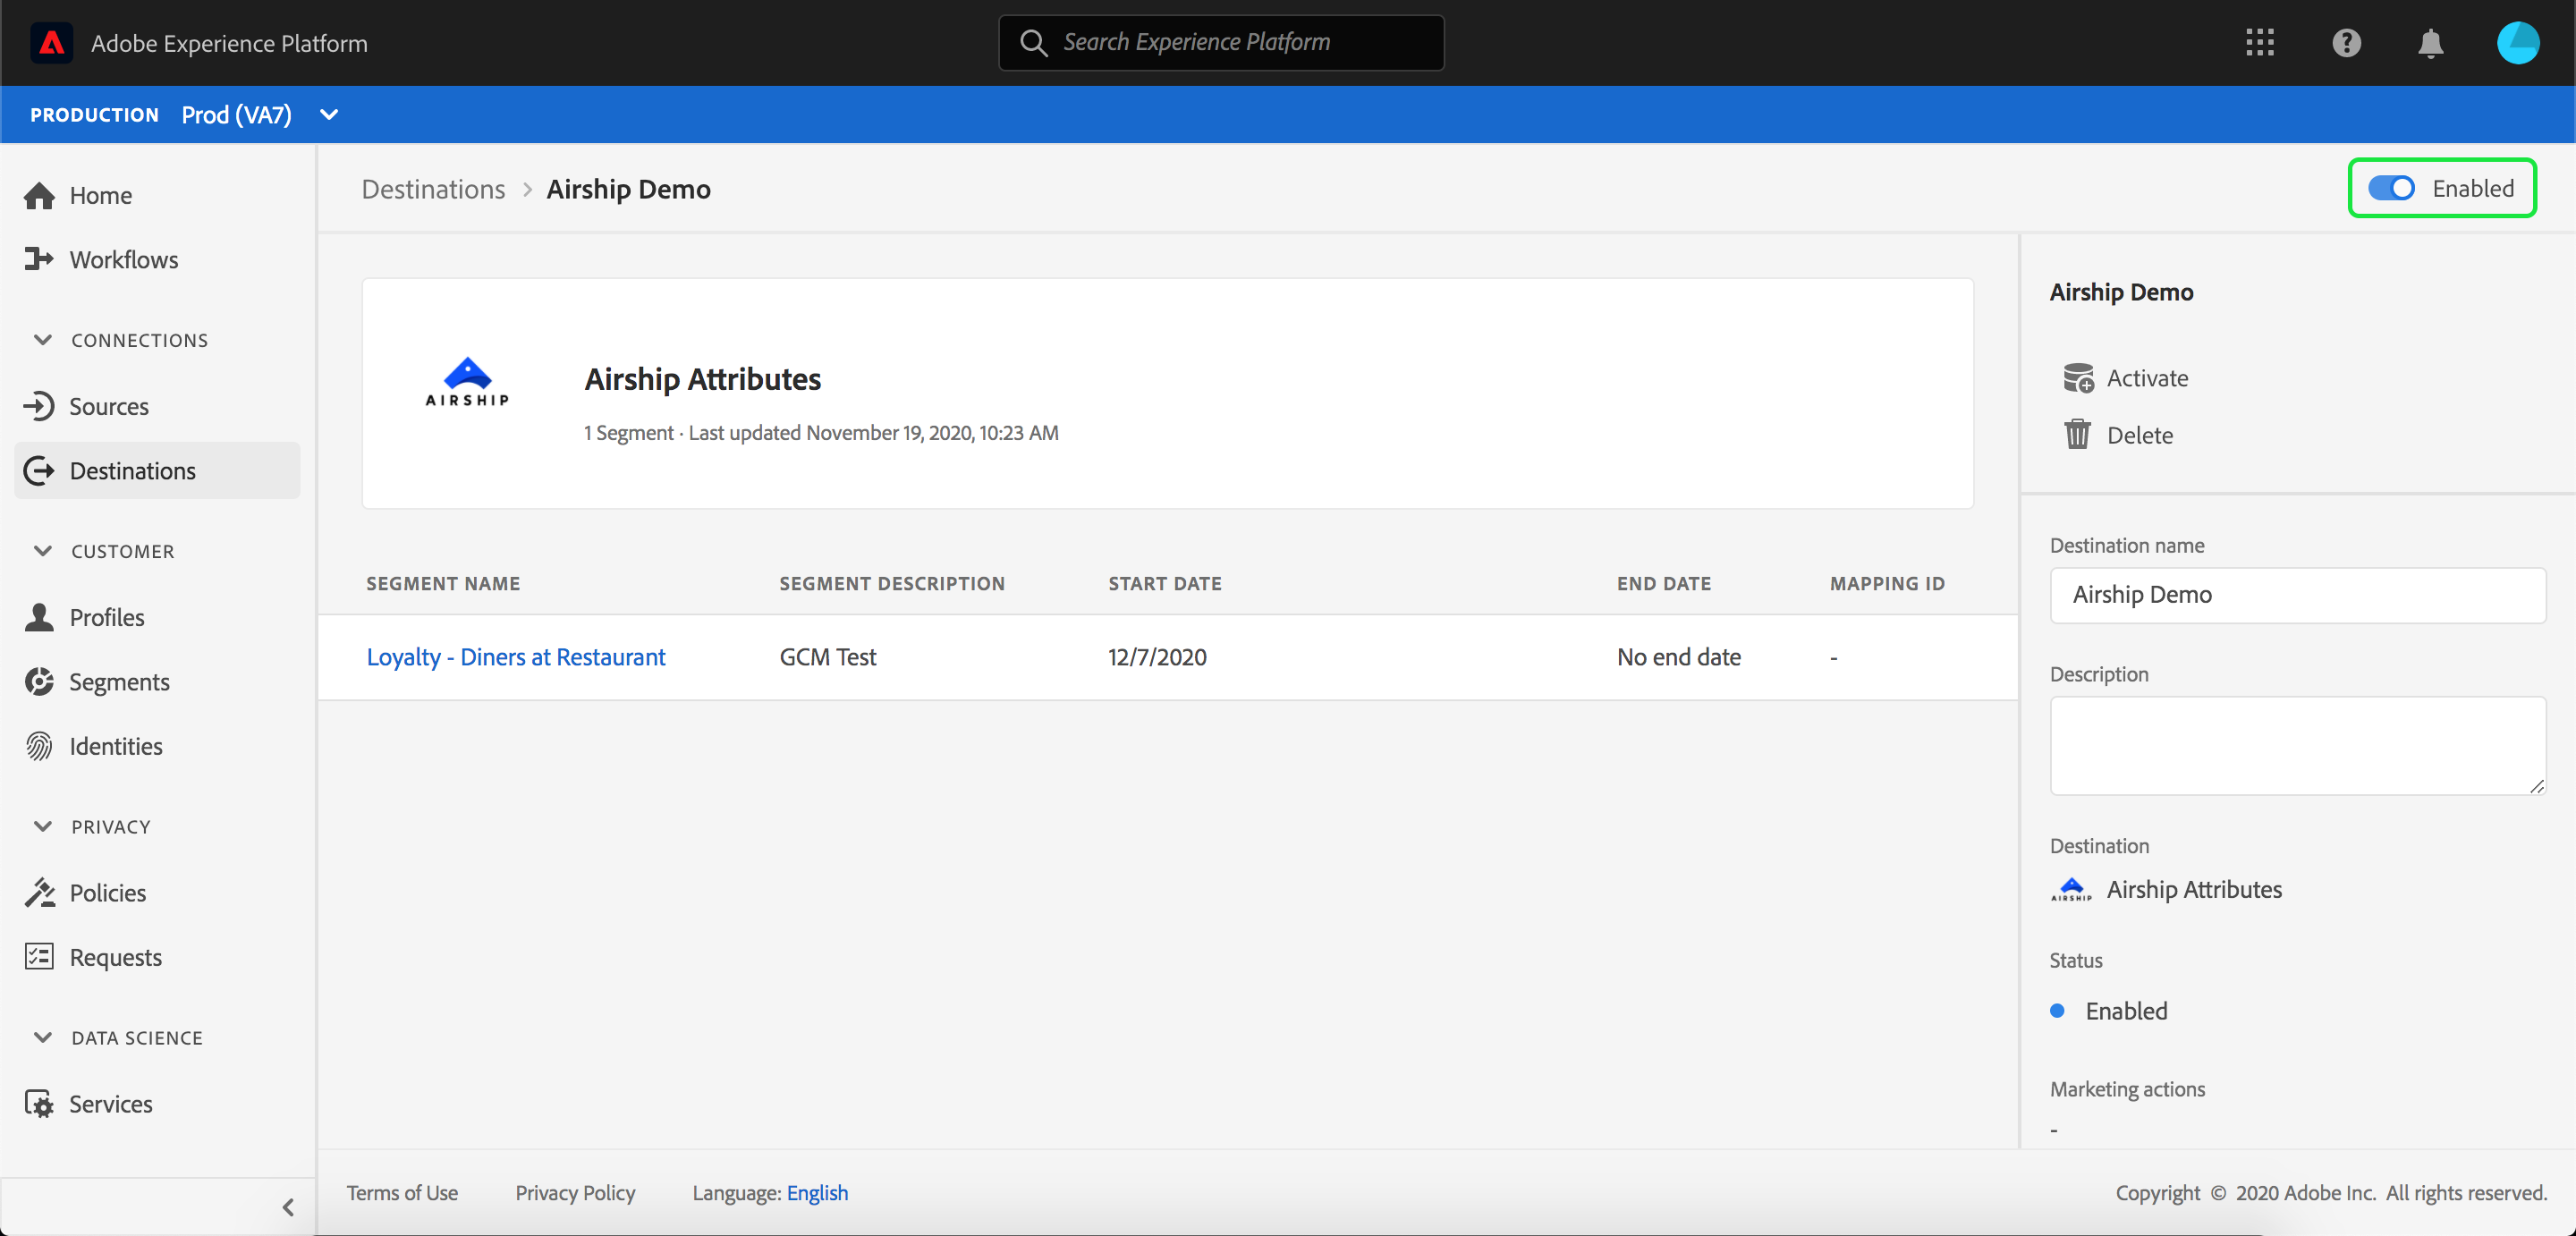 Adobe Experience Platform
Search Experience Platform
PRODUCTION Prod (VA7)
Home
Workflows
CONNECTIONS
Sources
Destinations
CUSTOMER
Profiles
Segments
Identities
PRIVACY
Policies
Requests
DATA SCIENCE
Services
Destinations > Airship Demo
Enabled
AIRSHIP
Airship Attributes
1 Segment · Last updated November 19, 2020, 10:23 AM
SEGMENT NAME SEGMENT DESCRIPTION START DATE END DATE MAPPING ID
Loyalty - Diners at Restaurant GCM Test 12/7/2020 No end date -
Airship Demo
Activate
Delete
Destination name
Airship Demo
Description
Destination
AIRSHIP Airship Attributes
Status
Enabled
Marketing actions
-
Terms of Use Privacy Policy Language: English Copyright © 2020 Adobe Inc. All rights reserved.